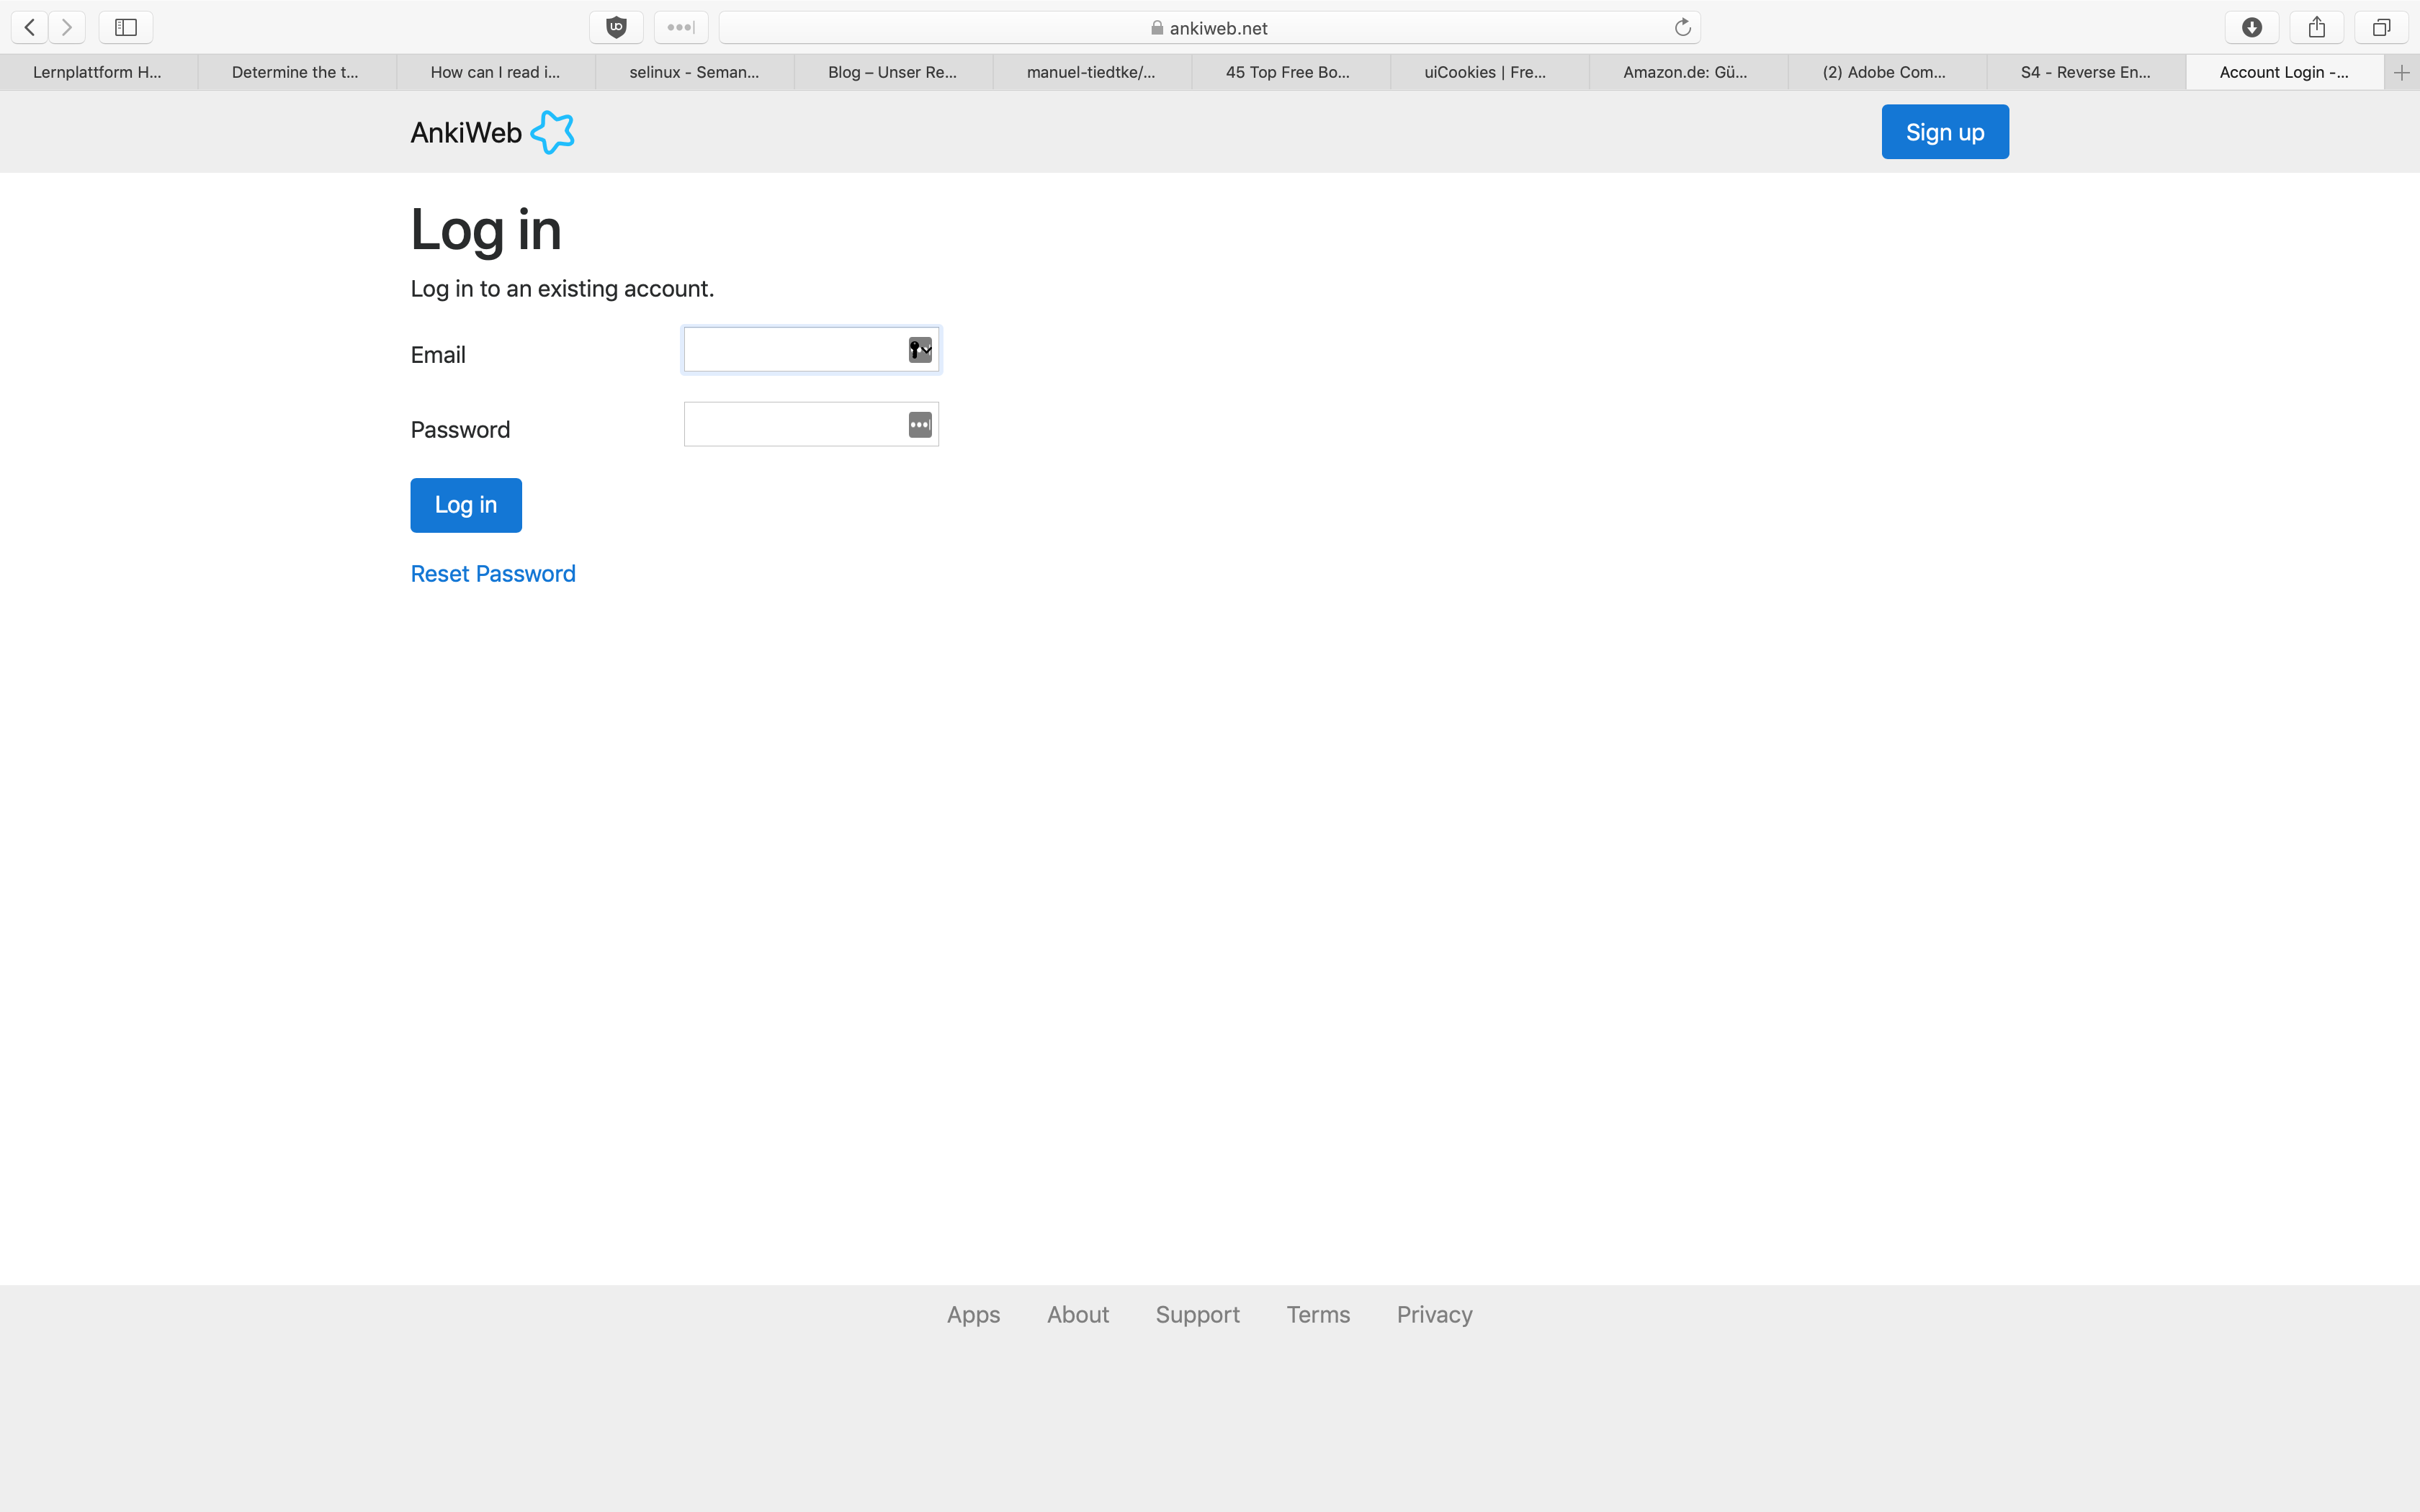 ankiweb.net
Lernplattform H... Determine the t... How can I read i... selinux - Seman... Blog – Unser Re... manuel-tiedtke/... 45 Top Free Bo... uiCookies | Fre... Amazon.de: Gü... (2) Adobe Com... S4 - Reverse En... Account Login -...
AnkiWeb Sign up
Log in
Log in to an existing account.
Email
Password
Log in
Reset Password
Apps About Support Terms Privacy